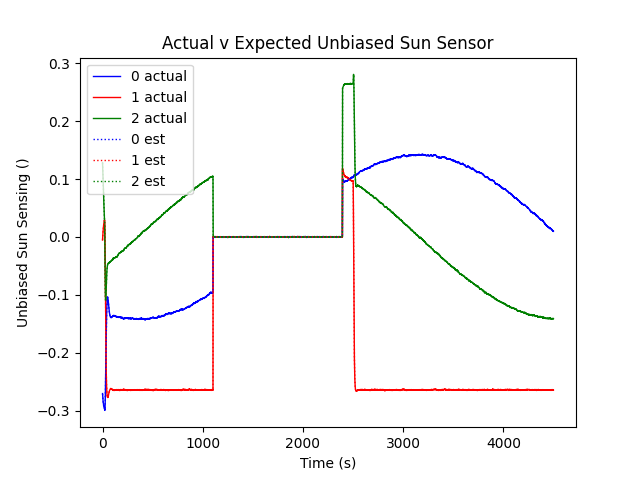 Actual v Expected Unbiased Sun Sensor
Unbiased Sun Sensing ()
0.3
0.2
0.1
0.0
−0.1
−0.2
−0.3
0 actual
1 actual
2 actual
0 est
1 est
2 est
0
1000
2000
3000
4000
Time (s)